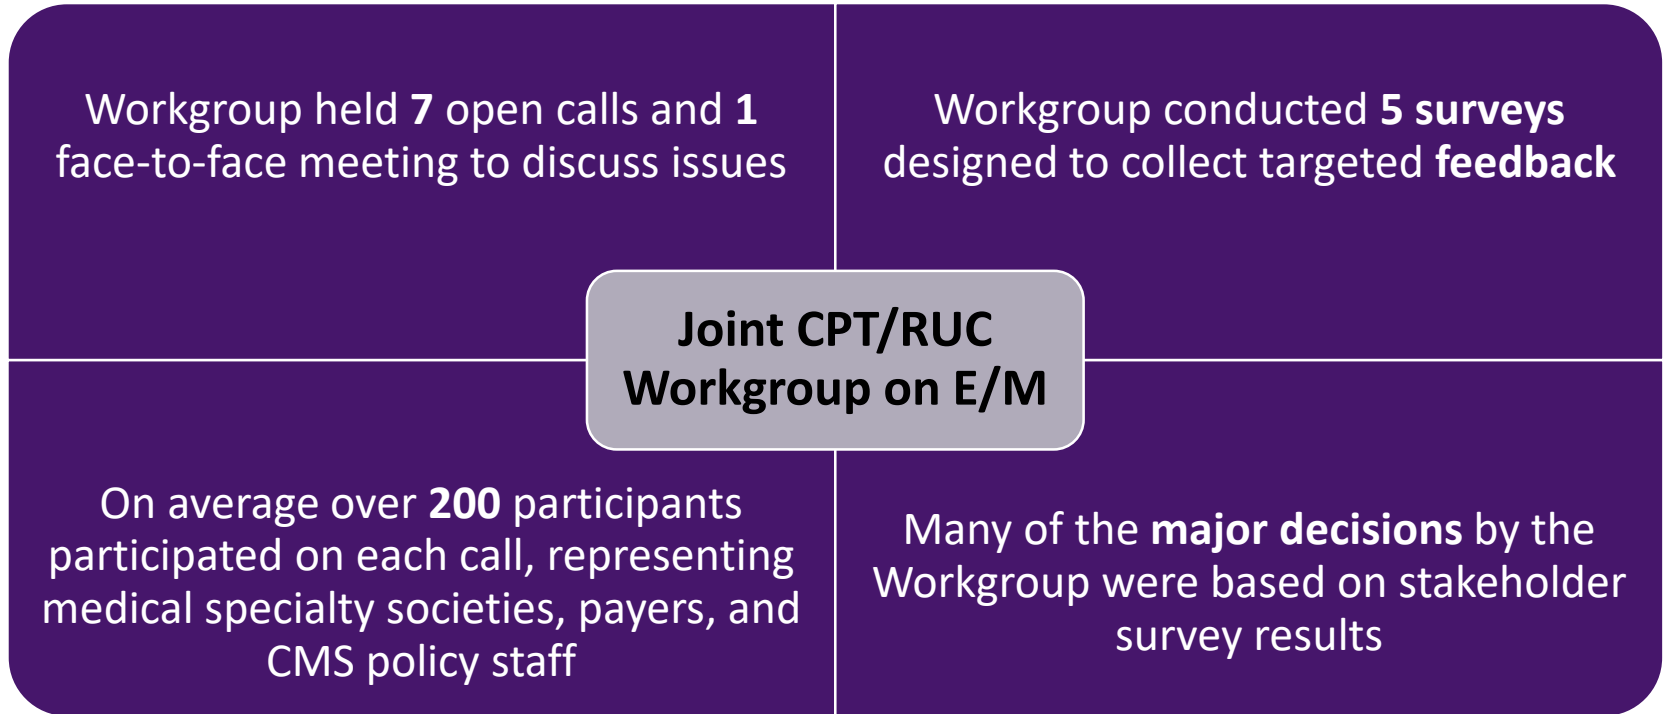 Workgroup held 7 open calls and 1
face-to-face meeting to discuss issues
Workgroup conducted 5 surveys
designed to collect targeted feedback
Joint CPT/RUC
Workgroup on E/M
On average over 200 participants
participated on each call, representing
medical specialty societies, payers, and
CMS policy staff
Many of the major decisions by the
Workgroup were based on stakeholder
survey results